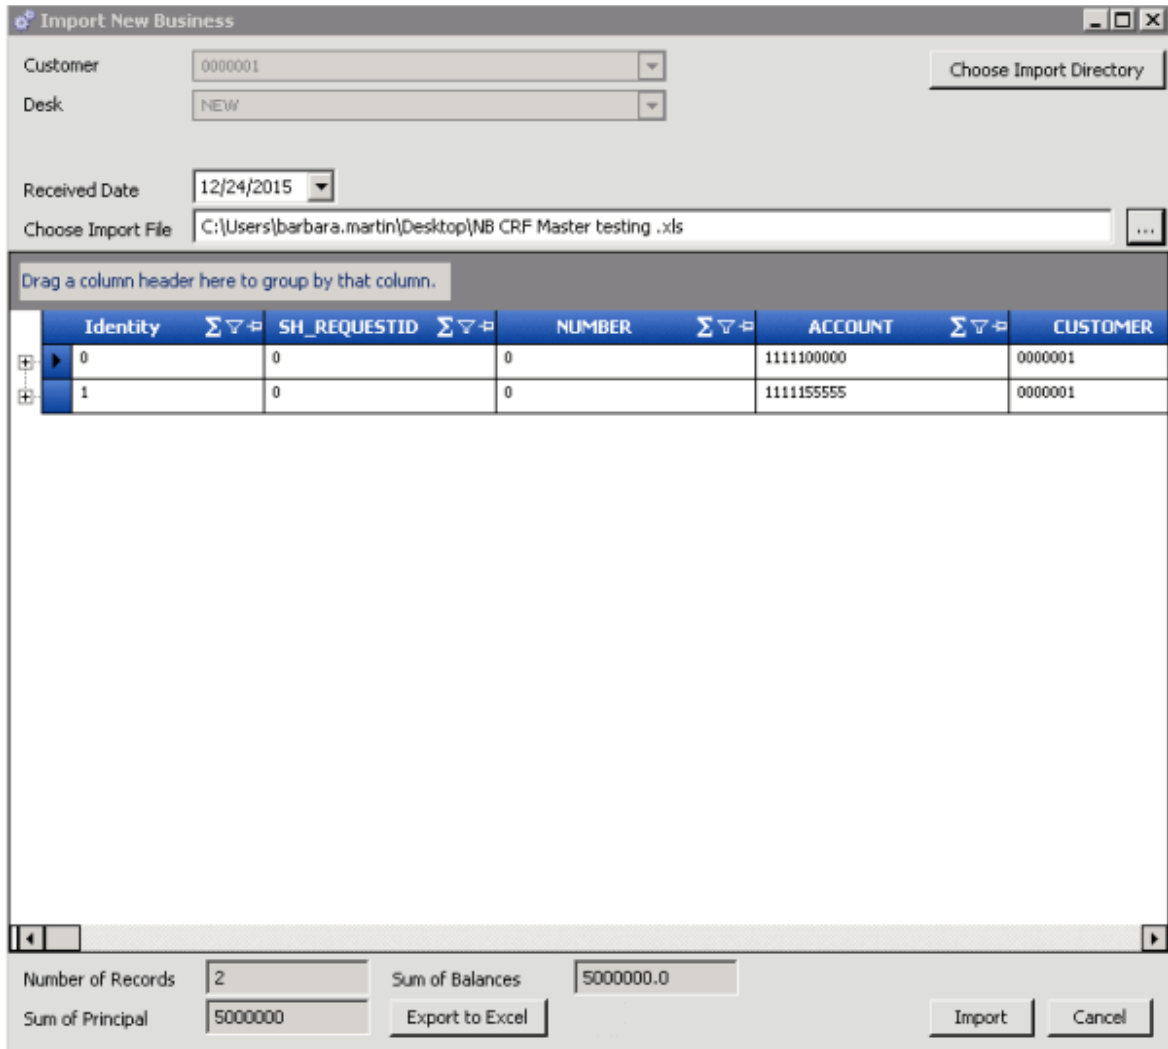 Import New Business
Customer 0000001 Choose Import Directory
Desk NEW
Received Date 12/24/2015
Choose Import File C:\Users\barbara.martin\Desktop\NB CRF Master testing .xls ...
Drag a column header here to group by that column.
Identity Σ SH_REQUESTID Σ NUMBER Σ ACCOUNT Σ CUSTOMER
0 0 0 1111100000 0000001
1 0 0 1111155555 0000001
Number of Records 2 Sum of Balances 5000000.0
Sum of Principal 5000000 Export to Excel Import Cancel